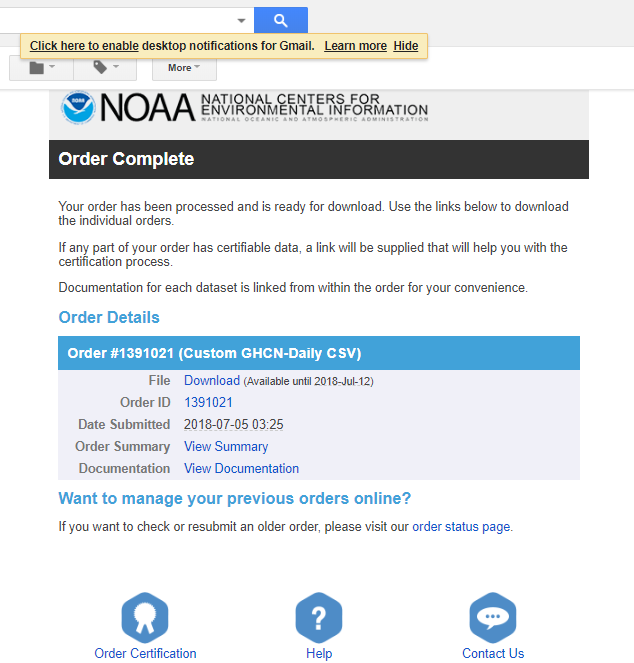 Click here to enable desktop notifications for Gmail. Learn more Hide
More
NOAA NATIONAL CENTERS FOR
ENVIRONMENTAL INFORMATION
NATIONAL OCEANIC AND ATMOSPHERIC ADMINISTRATION
Order Complete
Your order has been processed and is ready for download. Use the links below to download
the individual orders.
If any part of your order has certifiable data, a link will be supplied that will help you with the
certification process.
Documentation for each dataset is linked from within the order for your convenience.
Order Details
Order #1391021 (Custom GHCN-Daily CSV)
File Download (Available until 2018-Jul-12)
Order ID 1391021
Date Submitted 2018-07-05 03:25
Order Summary View Summary
Documentation View Documentation
Want to manage your previous orders online?
If you want to check or resubmit an older order, please visit our order status page.
Order Certification Help Contact Us